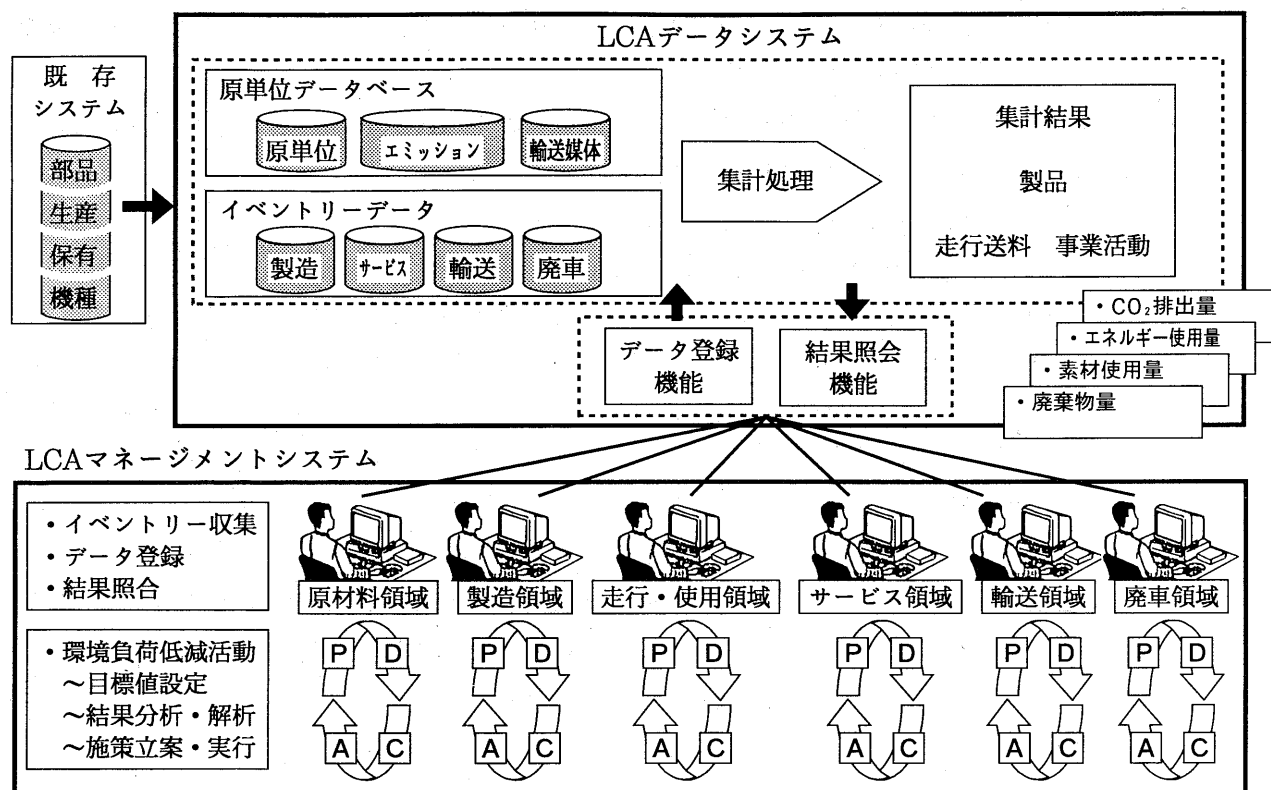 LCAデータシステム
既 存
システム
部品
生産
保有
機種
原単位データベース
原単位
エミッション
輸送媒体
イベントリーデータ
製造
サービス
輸送
廃車
集計処理
集計結果
製品
走行送料 事業活動
データ登録
機能
結果照会
機能
・CO₂排出量
・エネルギー使用量
・素材使用量
・廃棄物量
LCAマネージメントシステム
・イベントリー収集
・データ登録
・結果照合
・環境負荷低減活動
～目標値設定
～結果分析・解析
～施策立案・実行
原材料領域
製造領域
走行・使用領域
サービス領域
輸送領域
廃車領域
P D
A C
P D
A C
P D
A C
P D
A C
P D
A C
P D
A C